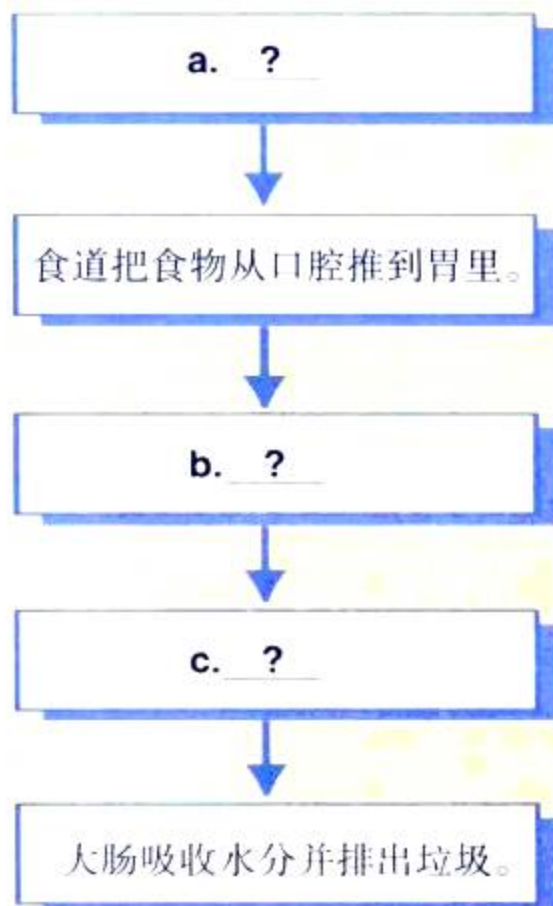 a. ?
食道把食物从口腔推到胃里。
b. ?
c. ?
大肠吸收水分并排出垃圾。